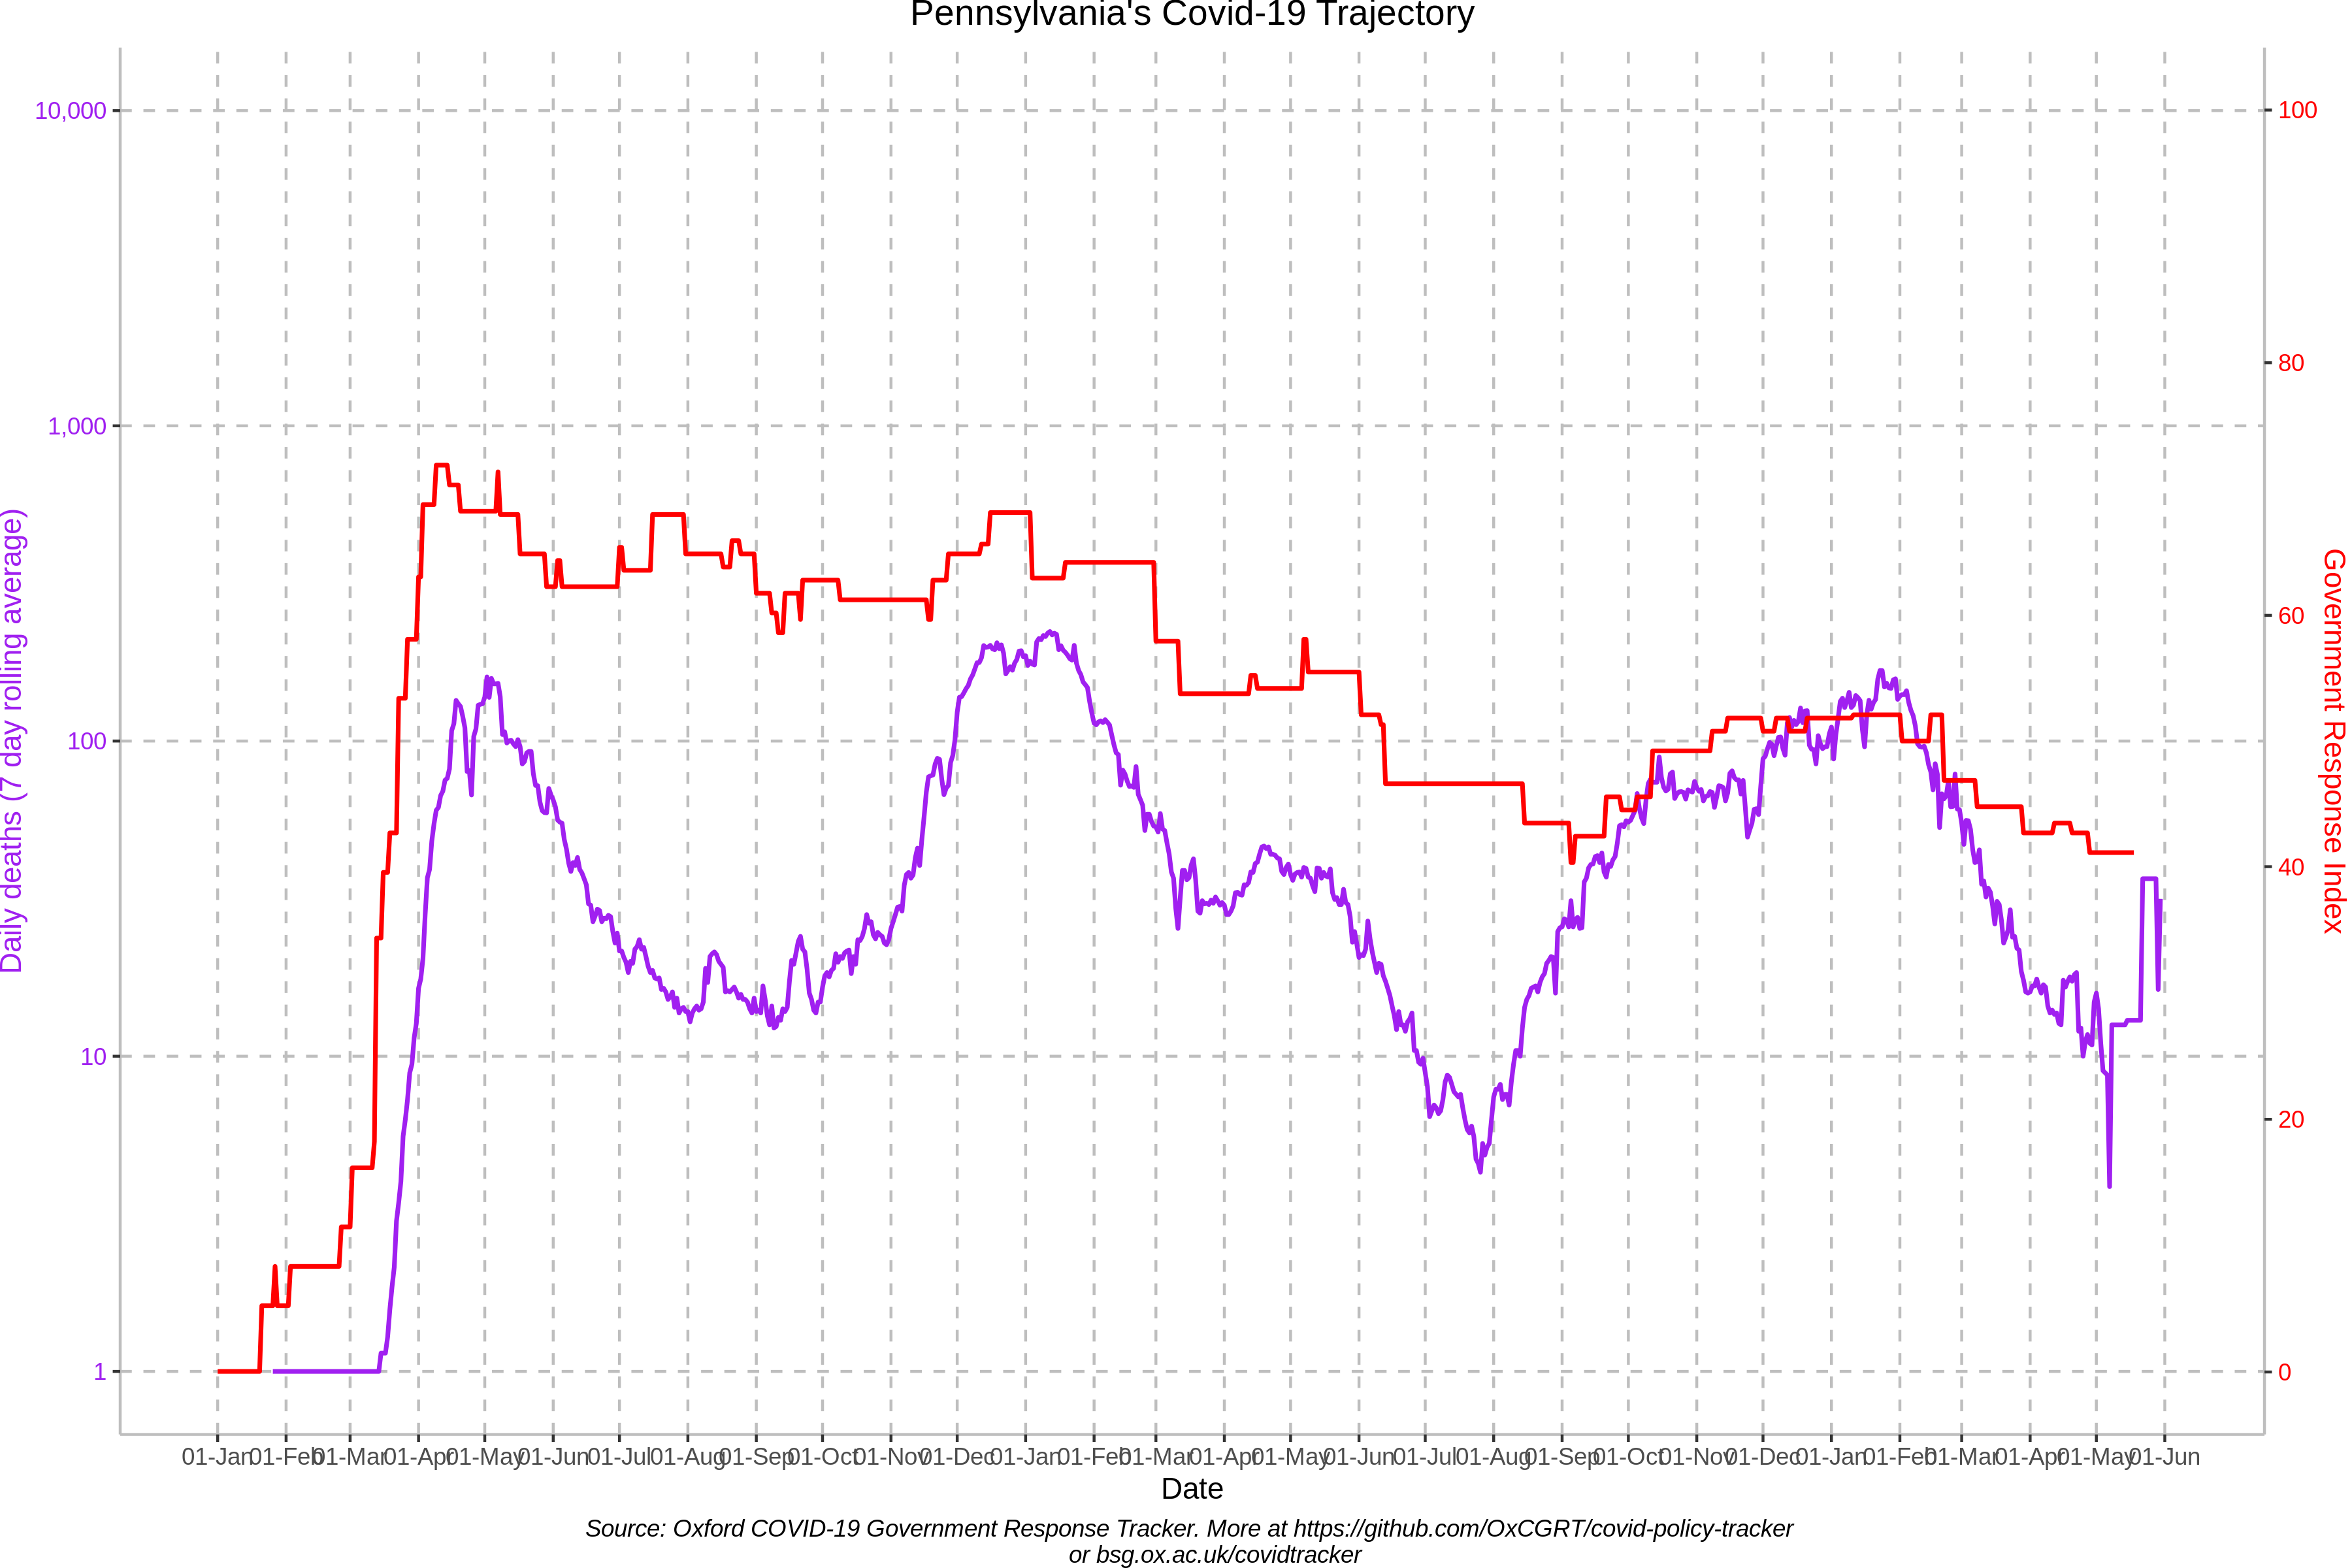 Pennsylvania's Covid-19 Trajectory
10,000
1,000
100
10
1
Daily deaths (7 day rolling average)
100
80
60
40
20
0
Government Response Index
01-Jan 01-Feb 01-Mar 01-Apr 01-May 01-Jun 01-Jul 01-Aug 01-Sep 01-Oct 01-Nov 01-Dec 01-Jan 01-Feb 01-Mar 01-Apr 01-May 01-Jun 01-Jul 01-Aug 01-Sep 01-Oct 01-Nov 01-Dec 01-Jan 01-Feb 01-Mar 01-Apr 01-May 01-Jun
Date
Source: Oxford COVID-19 Government Response Tracker. More at https://github.com/OxCGRT/covid-policy-tracker
or bsg.ox.ac.uk/covidtracker